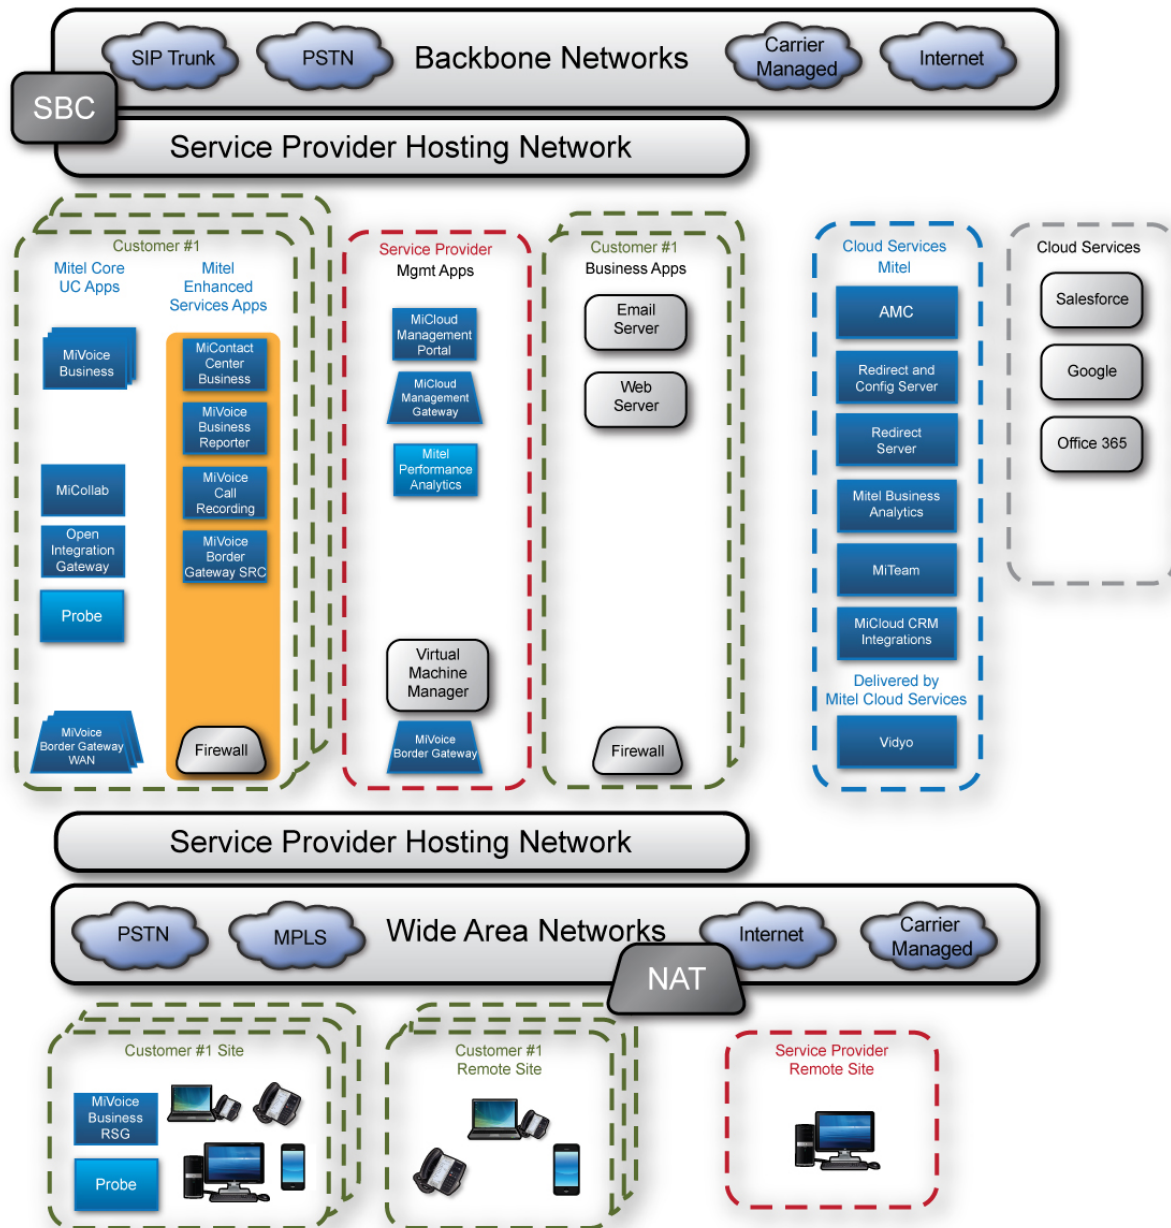 SIP Trunk
PSTN
Backbone Networks
Carrier
Managed
Internet
SBC
Service Provider Hosting Network
Customer #1
Mitel Core
UC Apps
Mitel
Enhanced
Services Apps
MiVoice
Business
MiContact
Center
Business
MiVoice
Business
Reporter
MiCollab
MiVoice
Call
Recording
Open
Integration
Gateway
MiVoice
Border
Gateway SRC
Probe
MiVoice
Border Gateway
WAN
Firewall
Service Provider
Mgmt Apps
MiCloud
Management
Portal
MiCloud
Management
Gateway
Mitel
Performance
Analytics
Virtual
Machine
Manager
MiVoice
Border Gateway
Customer #1
Business Apps
Email
Server
Web
Server
Firewall
Cloud Services
Mitel
AMC
Redirect and
Config Server
Redirect
Server
Mitel Business
Analytics
MiTeam
MiCloud CRM
Integrations
Delivered by
Mitel Cloud Services
Vidyo
Cloud Services
Salesforce
Google
Office 365
Service Provider Hosting Network
PSTN
MPLS
Wide Area Networks
Internet
Carrier
Managed
NAT
Customer #1 Site
MiVoice
Business
RSG
Probe
Customer #1
Remote Site
Service Provider
Remote Site